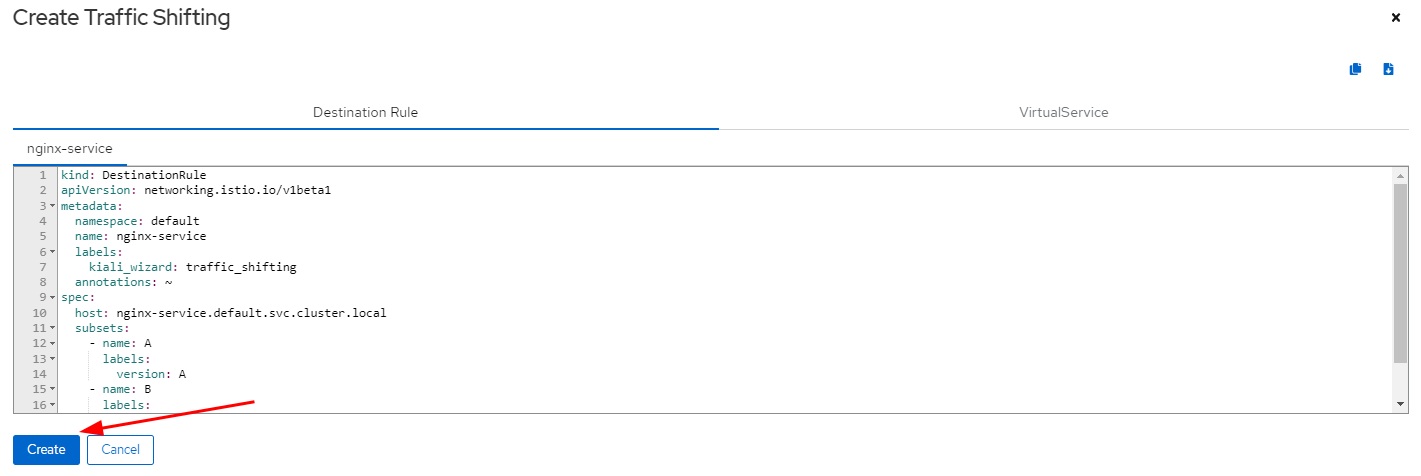 Create Traffic Shifting
Destination Rule
VirtualService
nginx-service
1 kind: DestinationRule
2 apiVersion: networking.istio.io/v1beta1
3 metadata:
4   namespace: default
5   name: nginx-service
6   labels:
7     kiali_wizard: traffic_shifting
8   annotations: ~
9 spec:
10   host: nginx-service.default.svc.cluster.local
11   subsets:
12     - name: A
13       labels:
14         version: A
15     - name: B
16       labels:
Create
Cancel